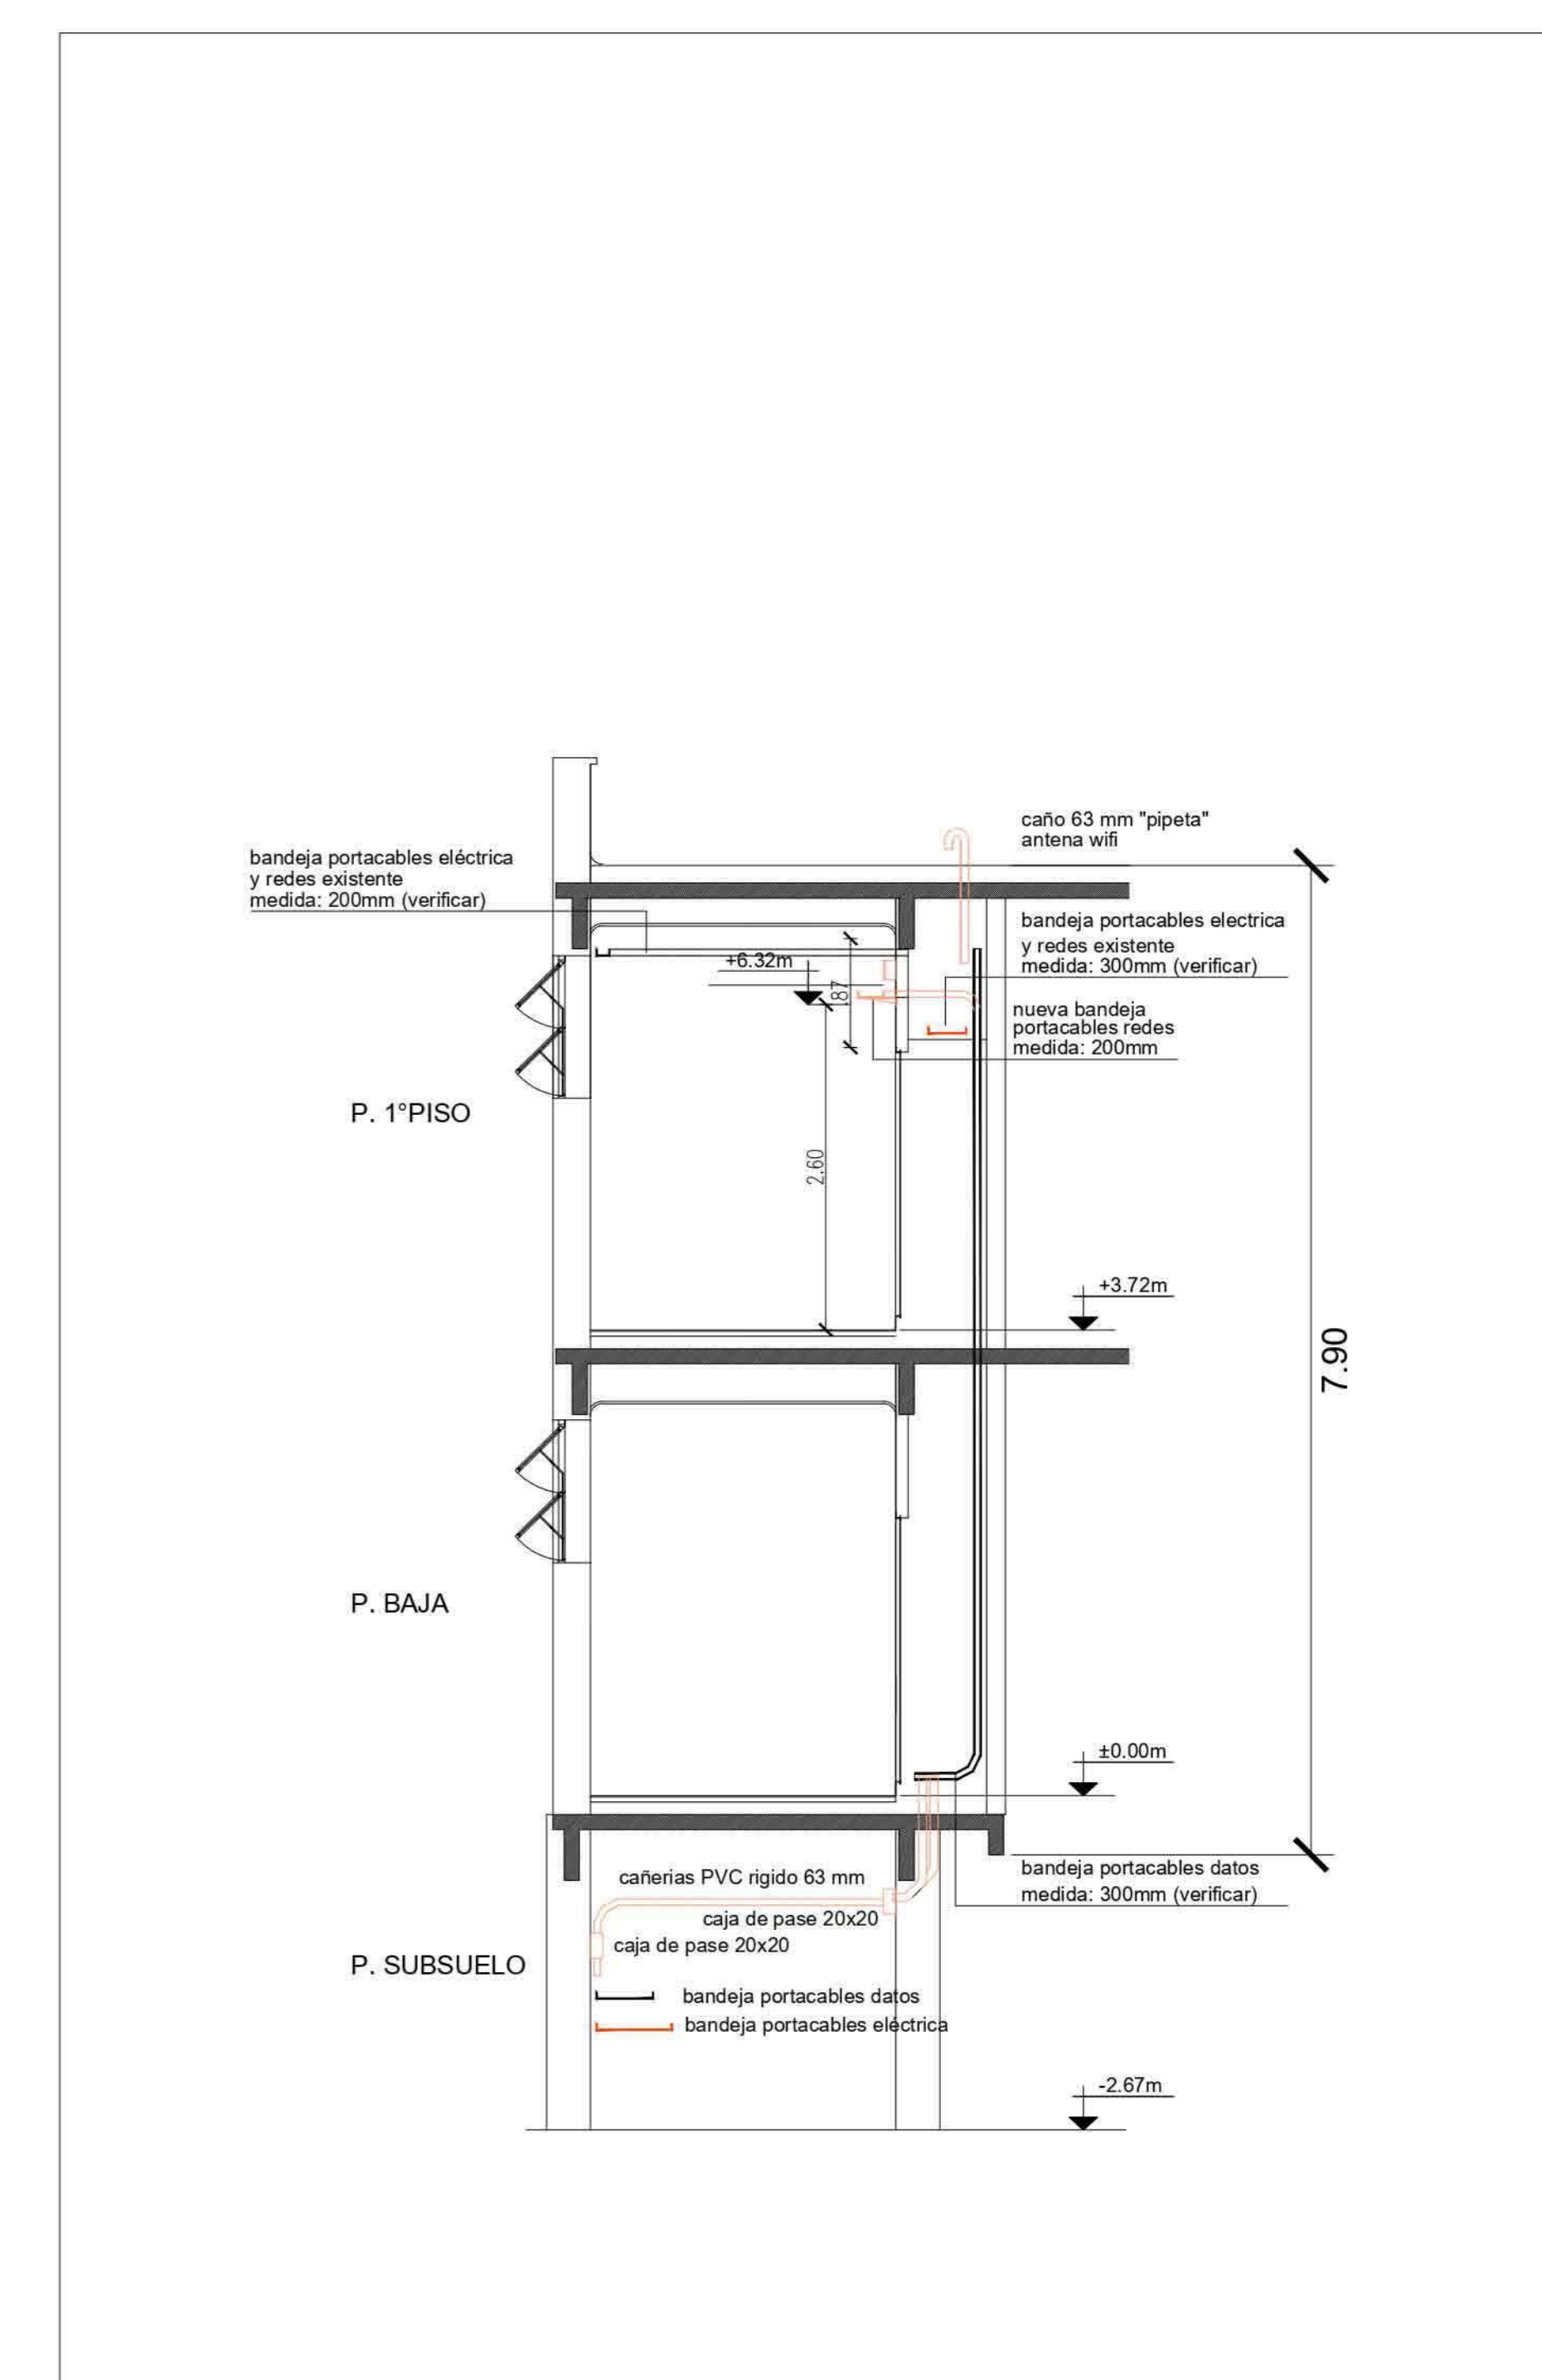 caño 63 mm "pipeta"
antena wifi
bandeja portacables eléctrica
y redes existente
medida: 200mm (verificar)
bandeja portacables electrica
y redes existente
medida: 300mm (verificar)
+6.32m
.87
nueva bandeja
portacables redes
medida: 200mm
P. 1°PISO
2.60
+3.72m
7.90
P. BAJA
±0.00m
bandeja portacables datos
medida: 300mm (verificar)
cañerias PVC rigido 63 mm
caja de pase 20x20
caja de pase 20x20
P. SUBSUELO
bandeja portacables datos
bandeja portacables eléctrica
-2.67m